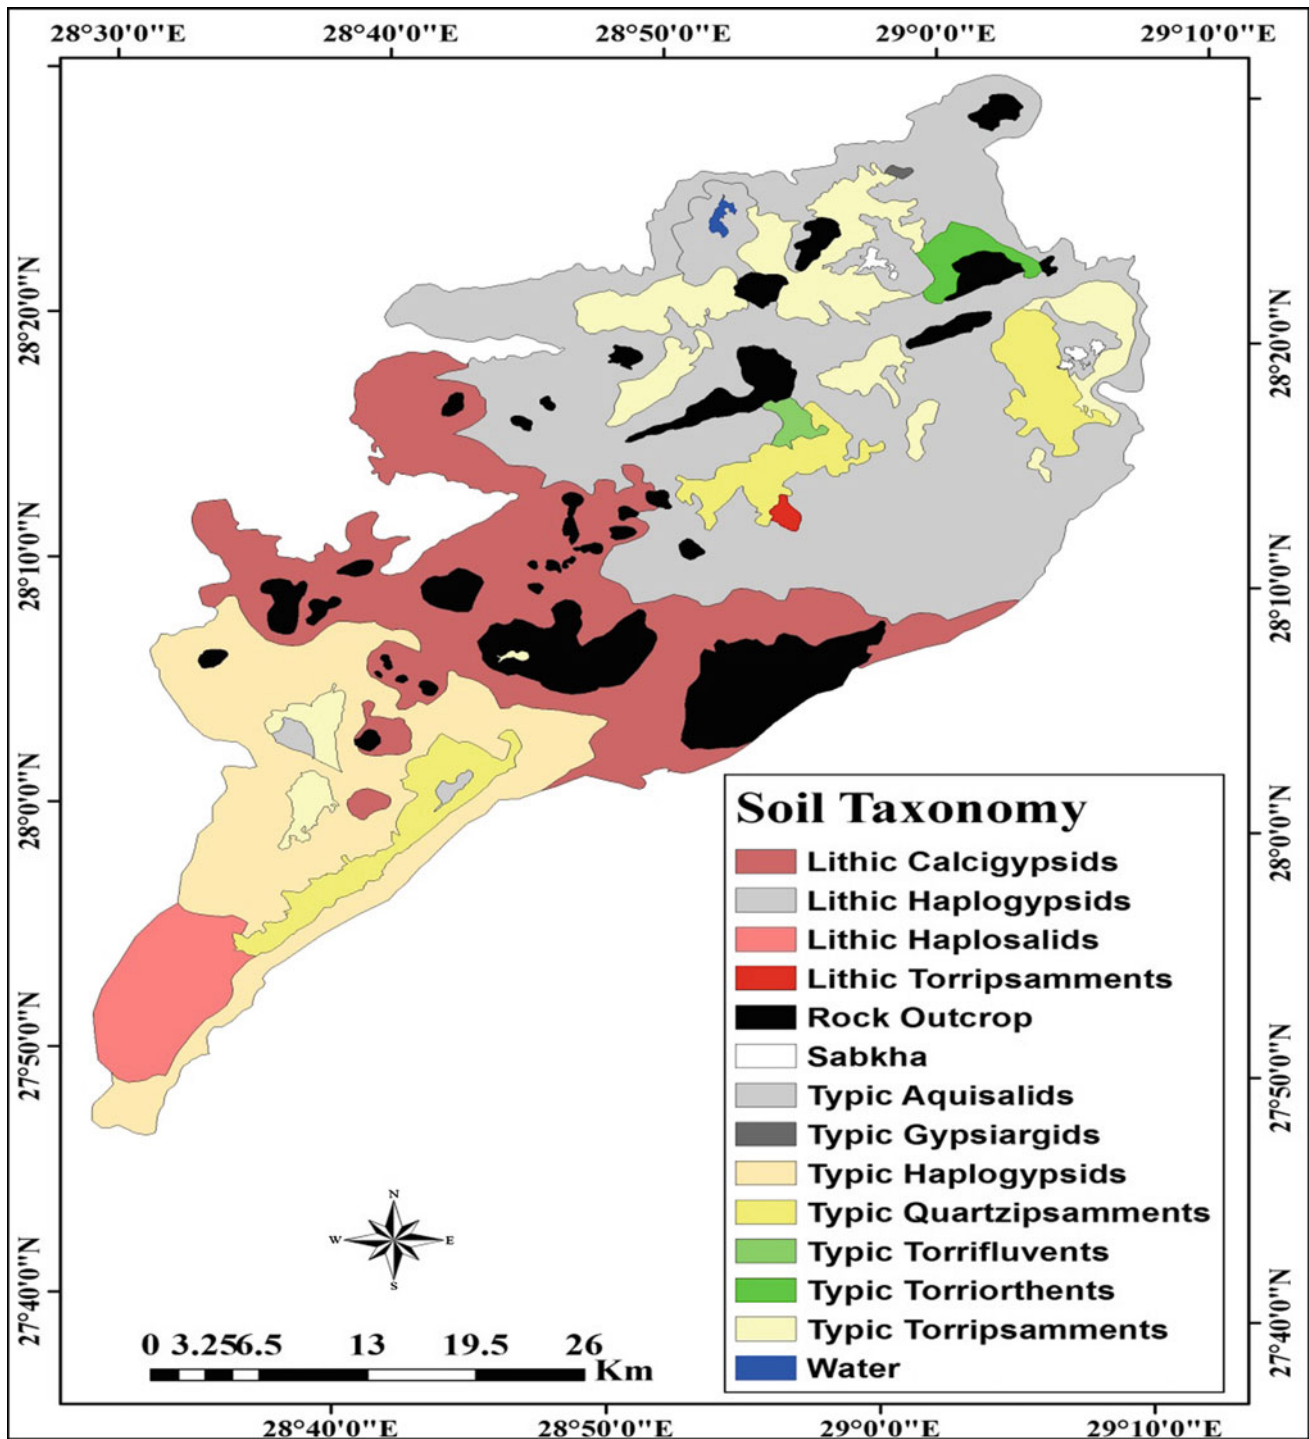 28°30'0"E 28°40'0"E 28°50'0"E 29°0'0"E 29°10'0"E
28°20'0"N
28°20'0"N
28°10'0"N
28°10'0"N
28°0'0"N
28°0'0"N
27°50'0"N
27°50'0"N
27°40'0"N
27°40'0"N
Soil Taxonomy
Lithic Calcigypsids
Lithic Haplogypsids
Lithic Haplosalids
Lithic Torripsamments
Rock Outcrop
Sabkha
Typic Aquisalids
Typic Gypsiargids
Typic Haplogypsids
Typic Quartzipsamments
Typic Torrifluvents
Typic Torriorthents
Typic Torripsamments
Water
N
W E
S
0 3.25 6.5 13 19.5 26
Km
28°40'0"E 28°50'0"E 29°0'0"E 29°10'0"E